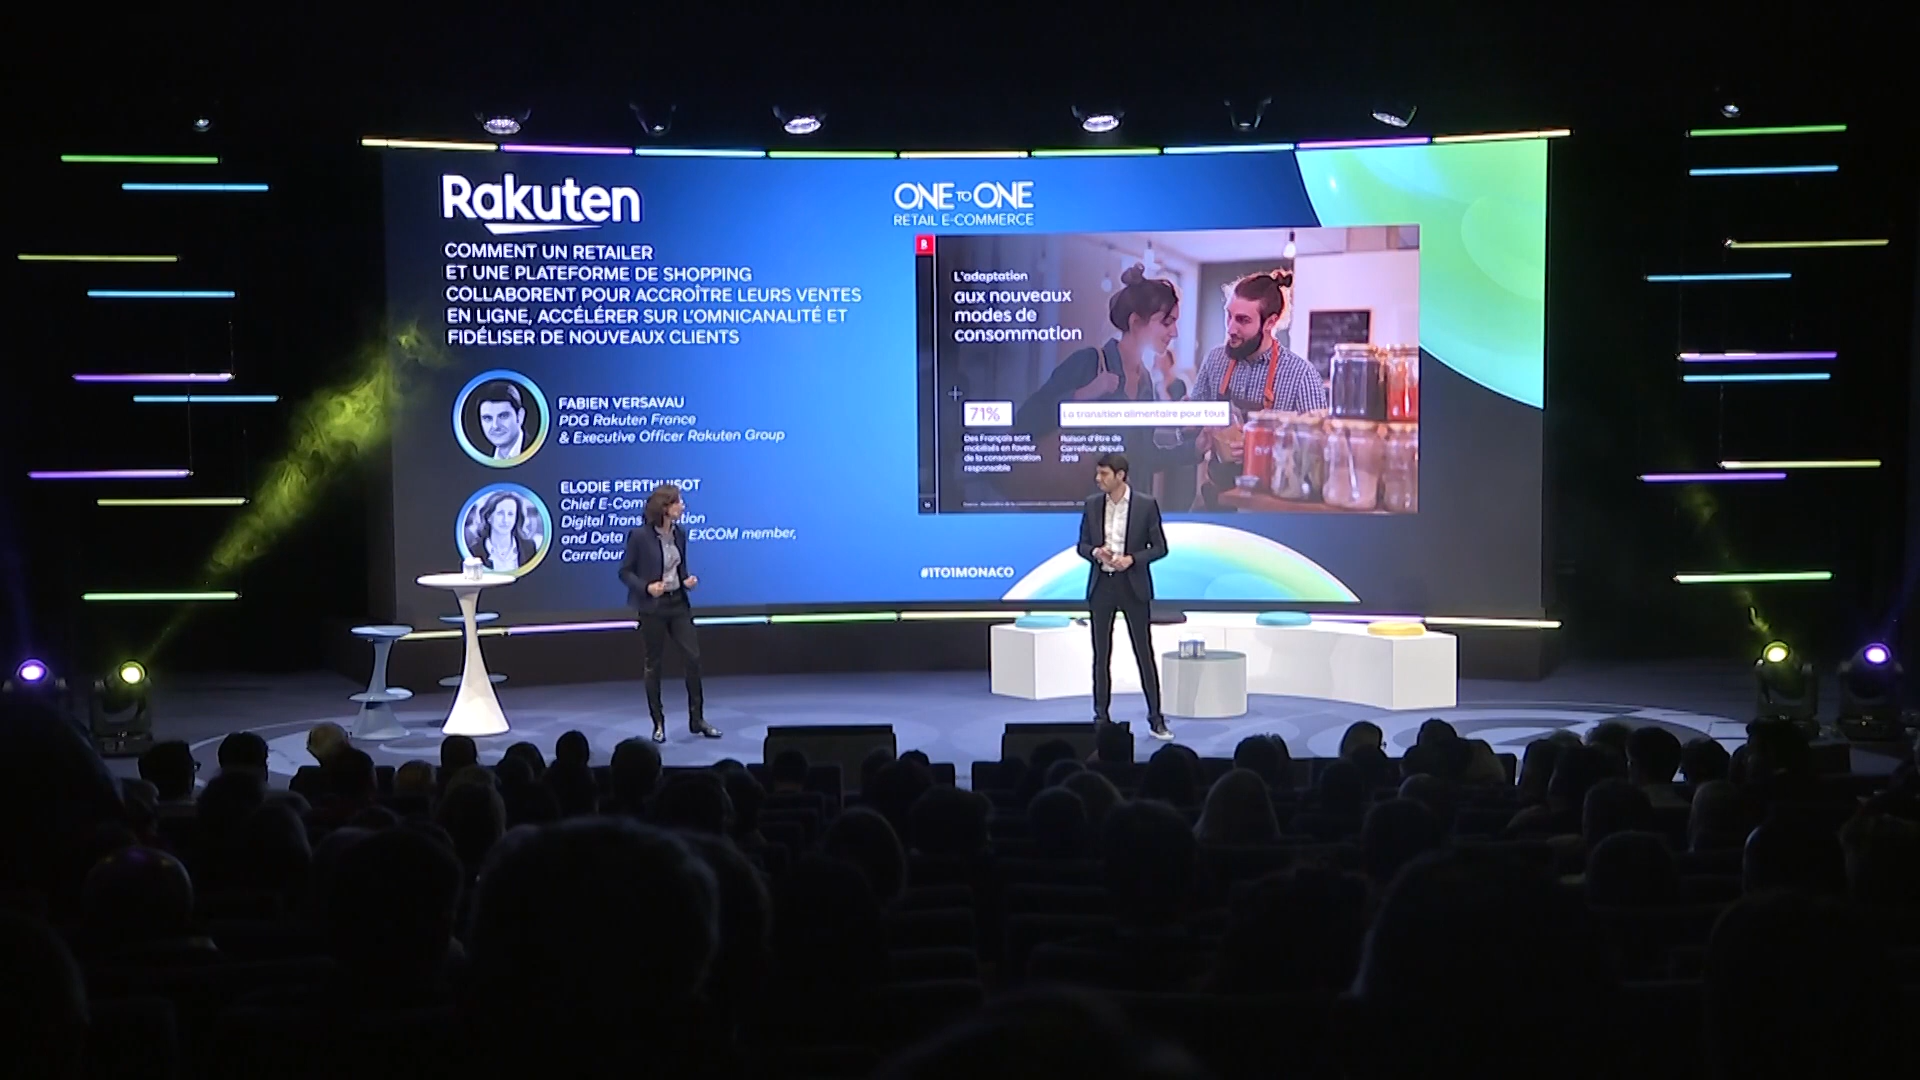 Rakuten
COMMENT UN RETAILER
ET UNE PLATEFORME DE SHOPPING
COLLABORENT POUR ACCROÎTRE LEURS VENTES
EN LIGNE, ACCÉLÉRER SUR L'OMNICANALITÉ ET
FIDÉLISER DE NOUVEAUX CLIENTS
FABIEN VERSAVAU
PDG Rakuten France
& Executive Officer Rakuten Group
ELODIE PERTHUISOT
Chief E-Com
Digital Trans tion
and Data EXCOM member,
Carrefour
ONE TO ONE
RETAIL E-COMMERCE
R
L'adaptation
aux nouveaux
modes de
consommation
71%
Des Français sont
mobilisés en faveur
de la consommation
responsable
La transition alimentaire pour tous
Raison d'être de
Carrefour depuis
2018
#1TO1MONACO